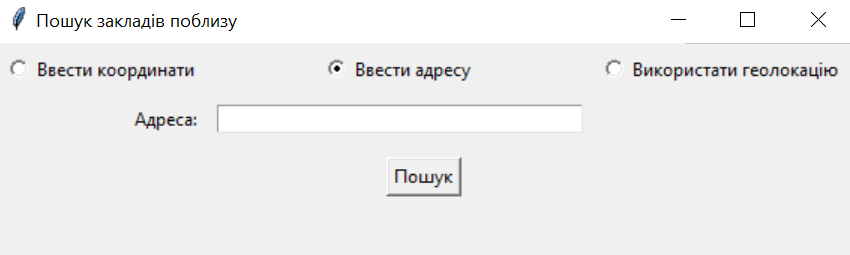 Пошук закладів поблизу
Ввести координати Ввести адресу Використати геолокацію
Адреса:
Пошук